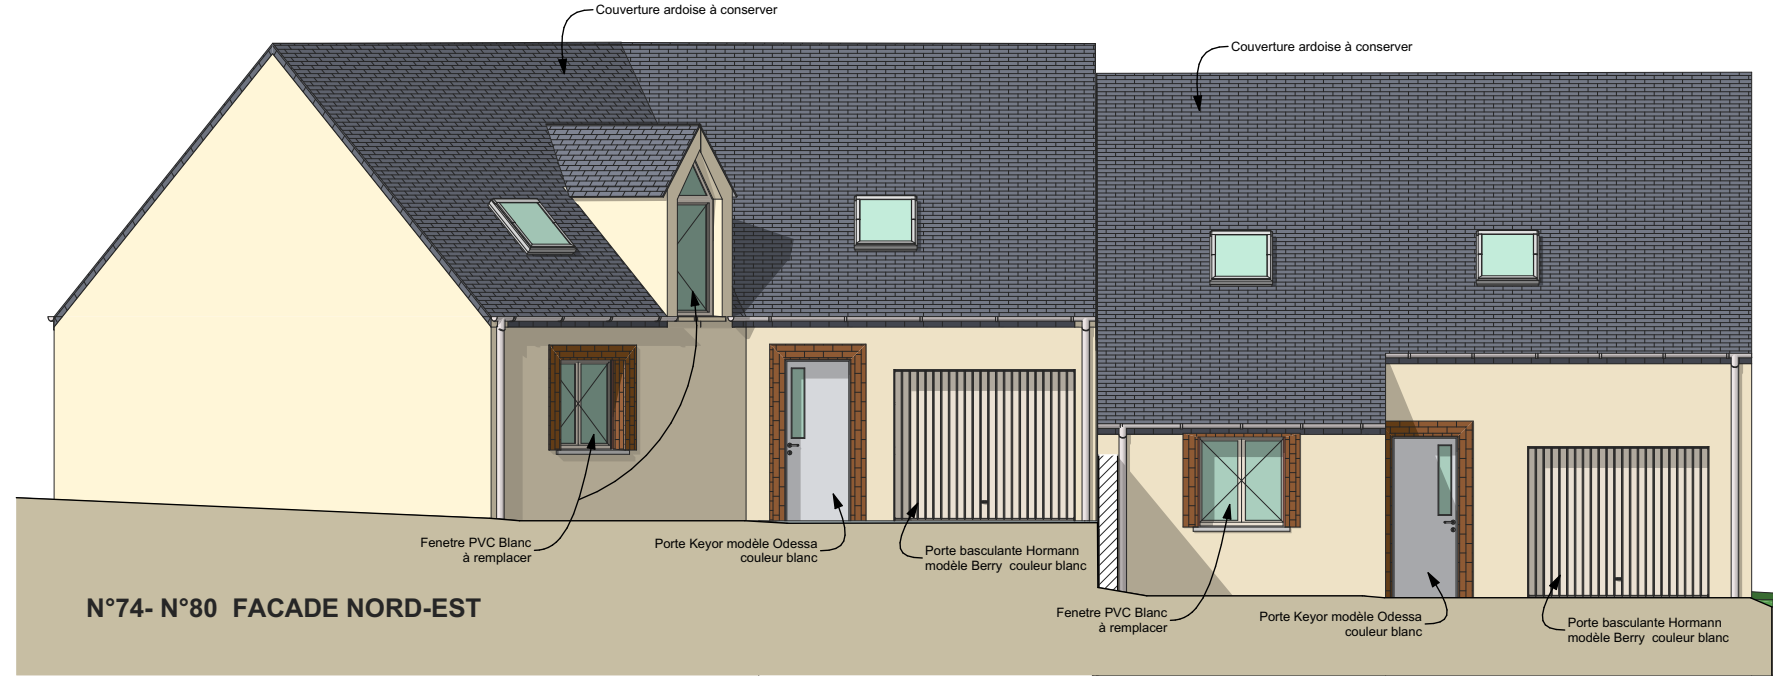 Couverture ardoise à conserver
Couverture ardoise à conserver
Fenetre PVC Blanc
à remplacer
Porte Keyor modèle Odessa
couleur blanc
Porte basculante Hormann
modèle Berry  couleur blanc
N°74- N°80  FACADE NORD-EST
Fenetre PVC Blanc
à remplacer
Porte Keyor modèle Odessa
couleur blanc
Porte basculante Hormann
modèle Berry  couleur blanc